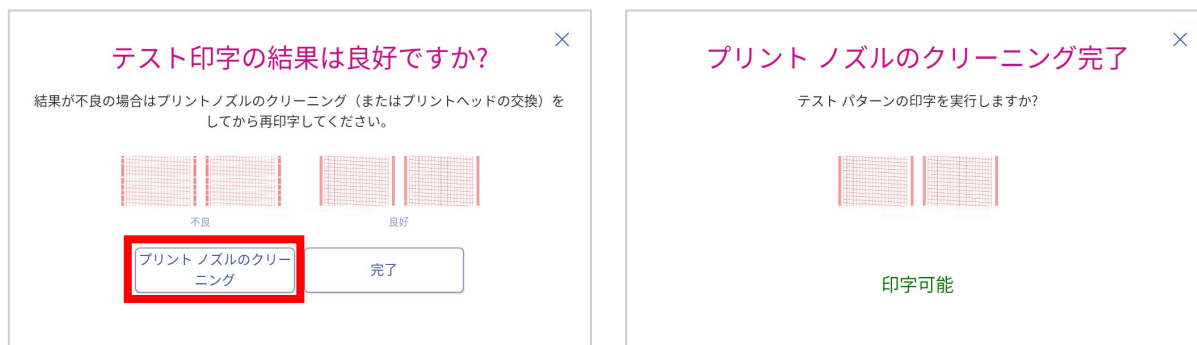 テスト印字の結果は良好ですか?
結果が不良の場合はプリントノズルのクリーニング（またはプリントヘッドの交換）を
してから再印字してください。
不良
良好
プリント ノズルのクリー
ニング
完了
プリント ノズルのクリーニング完了
テスト パターンの印字を実行しますか?
印字可能